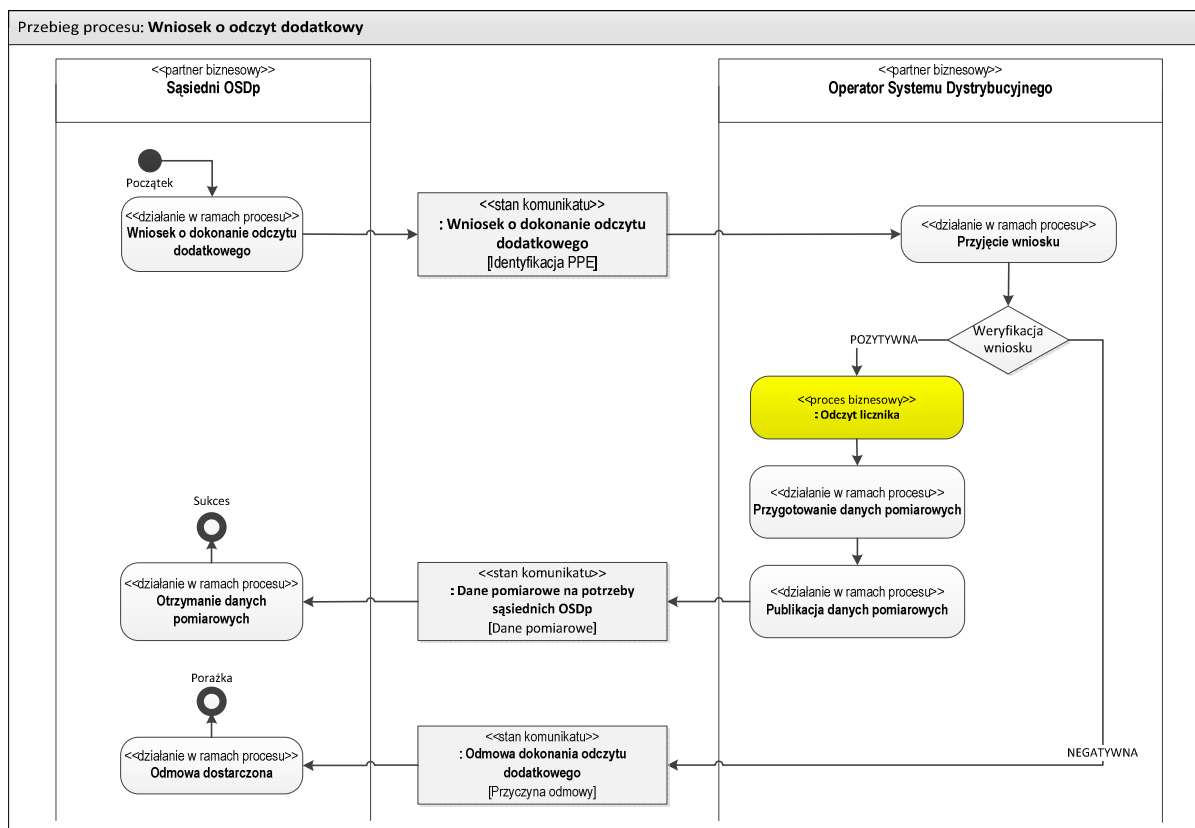 Przebieg procesu: Wniosek o odczyt dodatkowy
<<partner biznesowy>>
Sąsiedni OSDp
<<partner biznesowy>>
Operator Systemu Dystrybucyjnego
Początek
<<działanie w ramach procesu>>
Wniosek o dokonanie odczytu
dodatkowego
<<stan komunikatu>>
: Wniosek o dokonanie odczytu
dodatkowego
[Identyfikacja PPE]
<<działanie w ramach procesu>>
Przyjęcie wniosku
Weryfikacja
wniosku
POZYTYWNA
<<proces biznesowy>>
: Odczyt licznika
<<działanie w ramach procesu>>
Przygotowanie danych pomiarowych
<<działanie w ramach procesu>>
Publikacja danych pomiarowych
<<stan komunikatu>>
: Dane pomiarowe na potrzeby
sąsiednich OSDp
[Dane pomiarowe]
Sukces
<<działanie w ramach procesu>>
Otrzymanie danych
pomiarowych
NEGATYWNA
<<stan komunikatu>>
: Odmowa dokonania odczytu
dodatkowego
[Przyczyna odmowy]
Porażka
<<działanie w ramach procesu>>
Odmowa dostarczona